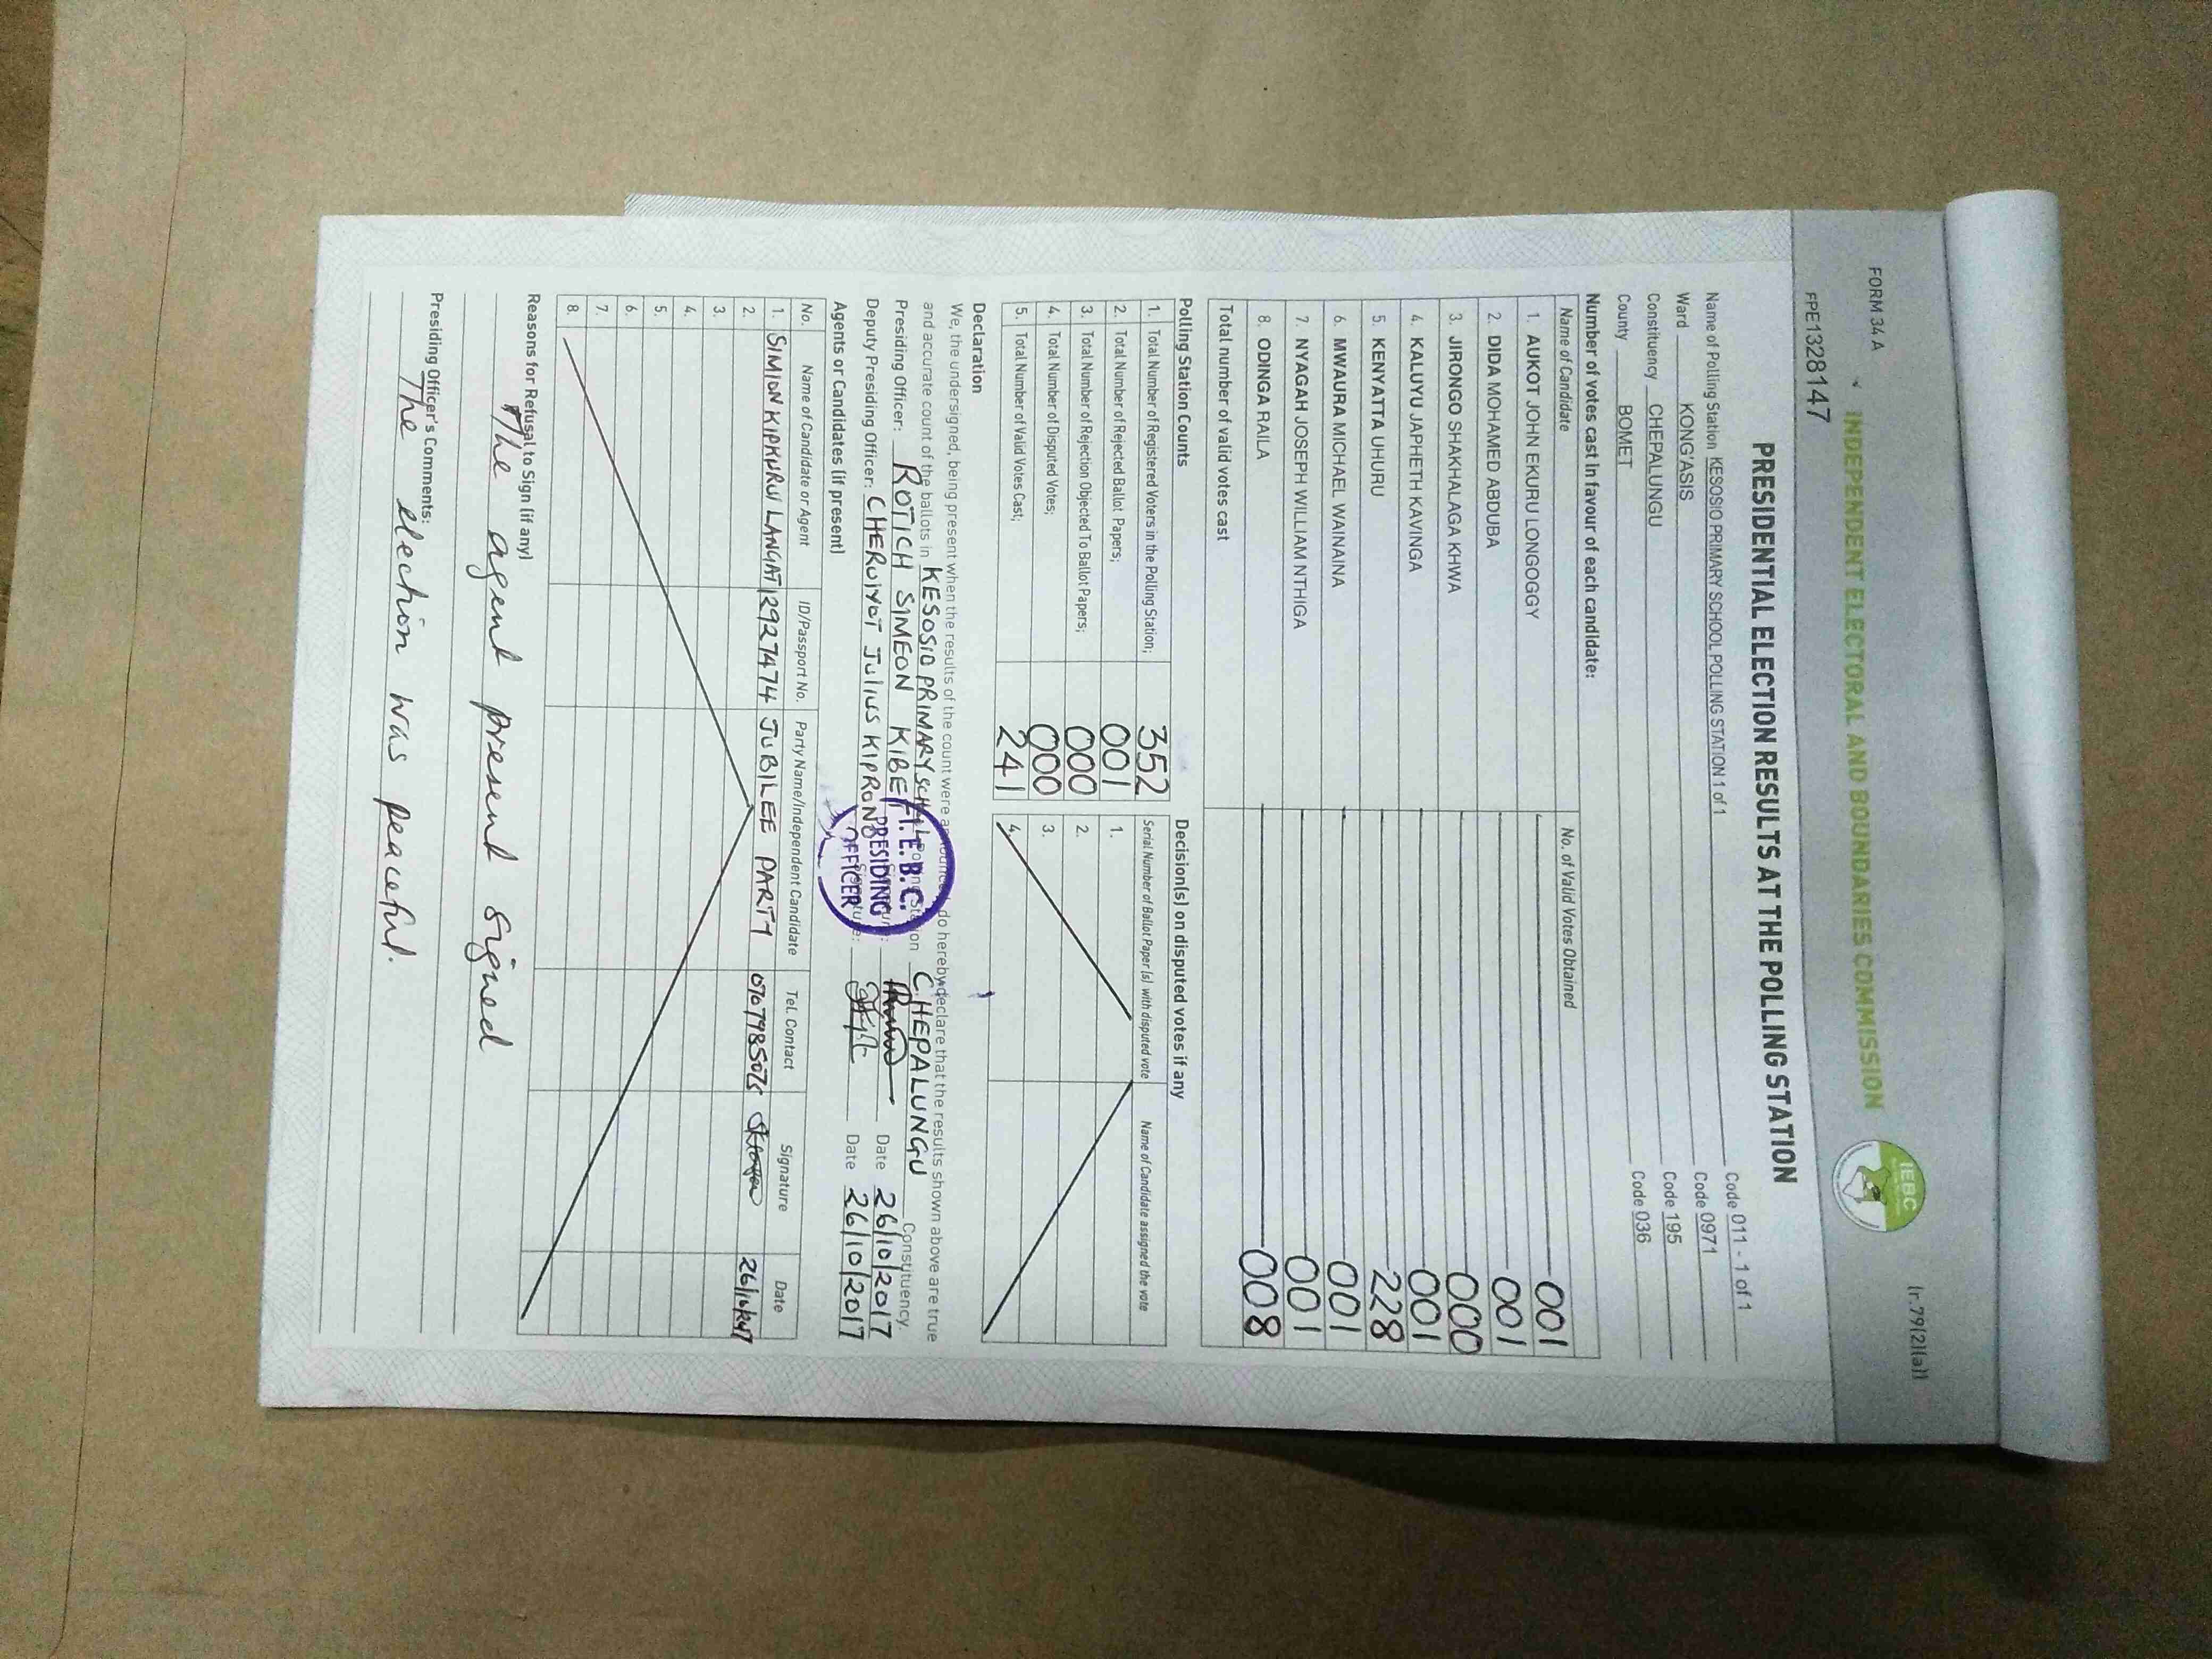 FORM 34 A
[r.79(2)(a)]
INDEPENDENT ELECTORAL AND BOUNDARIES COMMISSION
IEBC
FPE1328147
PRESIDENTIAL ELECTION RESULTS AT THE POLLING STATION
Name of Polling Station KESOSIO PRIMARY SCHOOL POLLING STATION 1 of 1 Code 011 - 1 of 1
Ward KONG'ASIS Code 0971
Constituency CHEPALUNGU Code 195
County BOMET Code 036
Number of votes cast in favour of each candidate:
Name of Candidate No. of Valid Votes Obtained
1. AUKOT JOHN EKURU LONGOGGY 001
2. DIDA MOHAMED ABDUBA 001
3. JIRONGO SHAKHALAGA KHWA 000
4. KALUYU JAPHETH KAVINGA 001
5. KENYATTA UHURU 228
6. MWAURA MICHAEL WAINAINA 001
7. NYAGAH JOSEPH WILLIAM NTHIGA 001
8. ODINGA RAILA 008
Total number of valid votes cast
Polling Station Counts
1. Total Number of Registered Voters in the Polling Station; 352
2. Total Number of Rejected Ballot Papers; 001
3. Total Number of Rejection Objected To Ballot Papers; 000
4. Total Number of Disputed Votes; 000
5. Total Number of Valid Votes Cast; 241
Decision(s) on disputed votes if any
Serial Number of Ballot Paper (s) with disputed vote Name of Candidate assigned the vote
1.
2.
3.
4.
Declaration
We, the undersigned, being present when the results of the count were announced, do hereby declare that the results shown above are true
and accurate count of the ballots in KESOSIO PRIMARY SCHOOL Polling Station CHEPALUNGU Constituency.
Presiding Officer: ROTICH SIMEON KIBET Signature: Date 26/10/2017
Deputy Presiding Officer: CHERUIYOT JULIUS KIPRONO Signature: Date 26/10/2017
I.E.B.C.
PRESIDING
OFFICER
Agents or Candidates (if present)
No. Name of Candidate or Agent ID/Passport No. Party Name/Independent Candidate Tel. Contact Signature Date
1. SIMION KIPKURUI LANGAT 12927474 JUBILEE PARTY 0707985075 26/10/2017
2.
3.
4.
5.
6.
7.
8.
Reasons for Refusal to Sign (if any)
The agent present signed
Presiding Officer's Comments:
The election was peaceful.